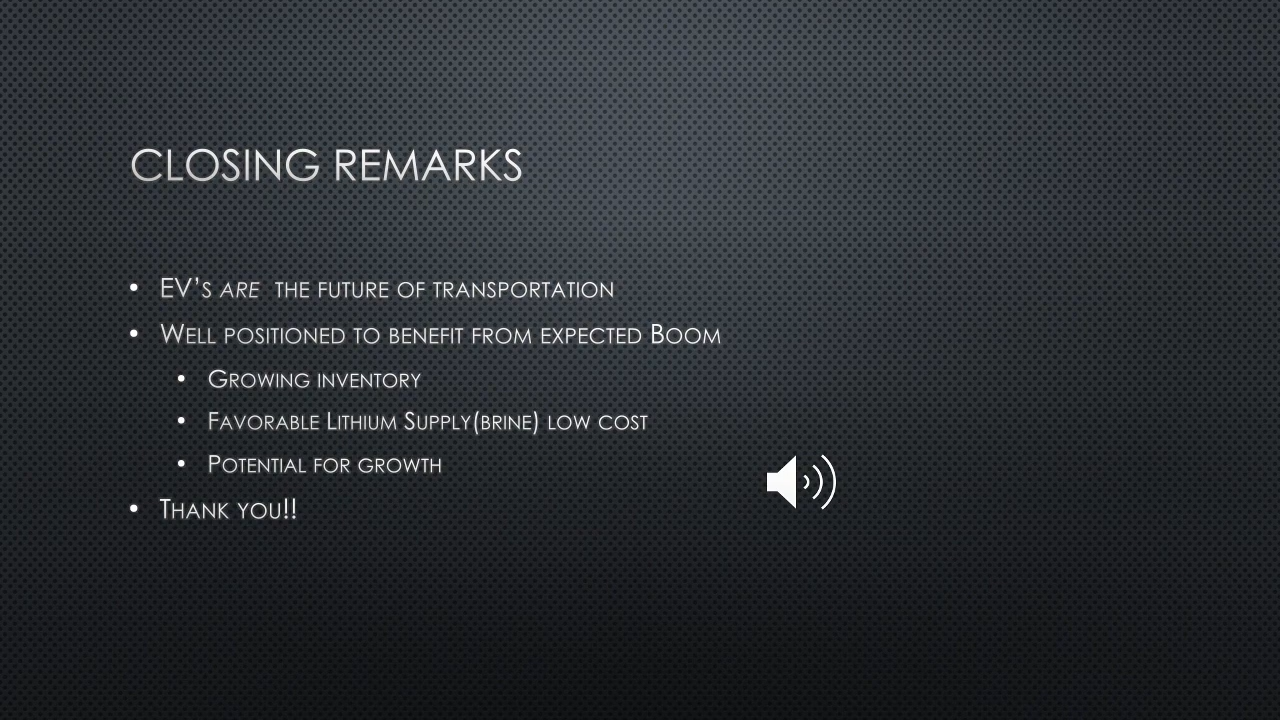 CLOSING REMARKS
• EV's are the future of transportation
• Well positioned to benefit from expected Boom
• Growing inventory
• Favorable Lithium Supply(brine) low cost
• Potential for growth
• Thank you!!